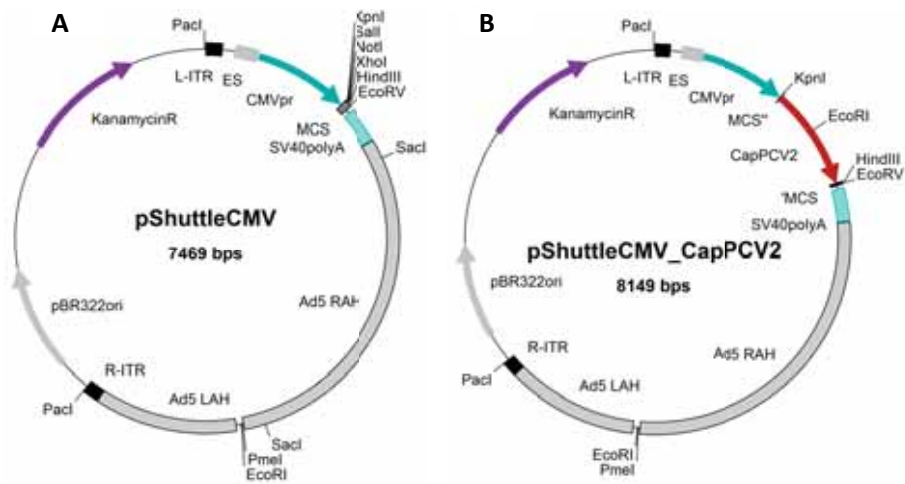 A
PacI
KpnI
SalI
NotI
XhoI
HindIII
EcoRV
L-ITR ES
CMVpr
KanamycinR
MCS
SV40polyA
SacI
pShuttleCMV
7469 bps
pBR322ori
Ad5 RAH
R-ITR
PacI
Ad5 LAH
SacI
PmeI
EcoRI
B
PacI
L-ITR ES
CMVpr
KpnI
KanamycinR
MCS"
EcoRI
CapPCV2
HindIII
EcoRV
"MCS
SV40polyA
pShuttleCMV_CapPCV2
8149 bps
pBR322ori
Ad5 RAH
R-ITR
PacI
Ad5 LAH
EcoRI
PmeI